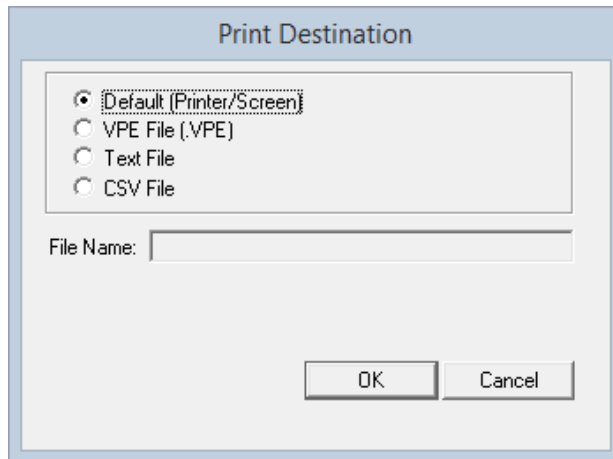 Print Destination
Default (Printer/Screen)
VPE File (.VPE)
Text File
CSV File
File Name:
OK Cancel